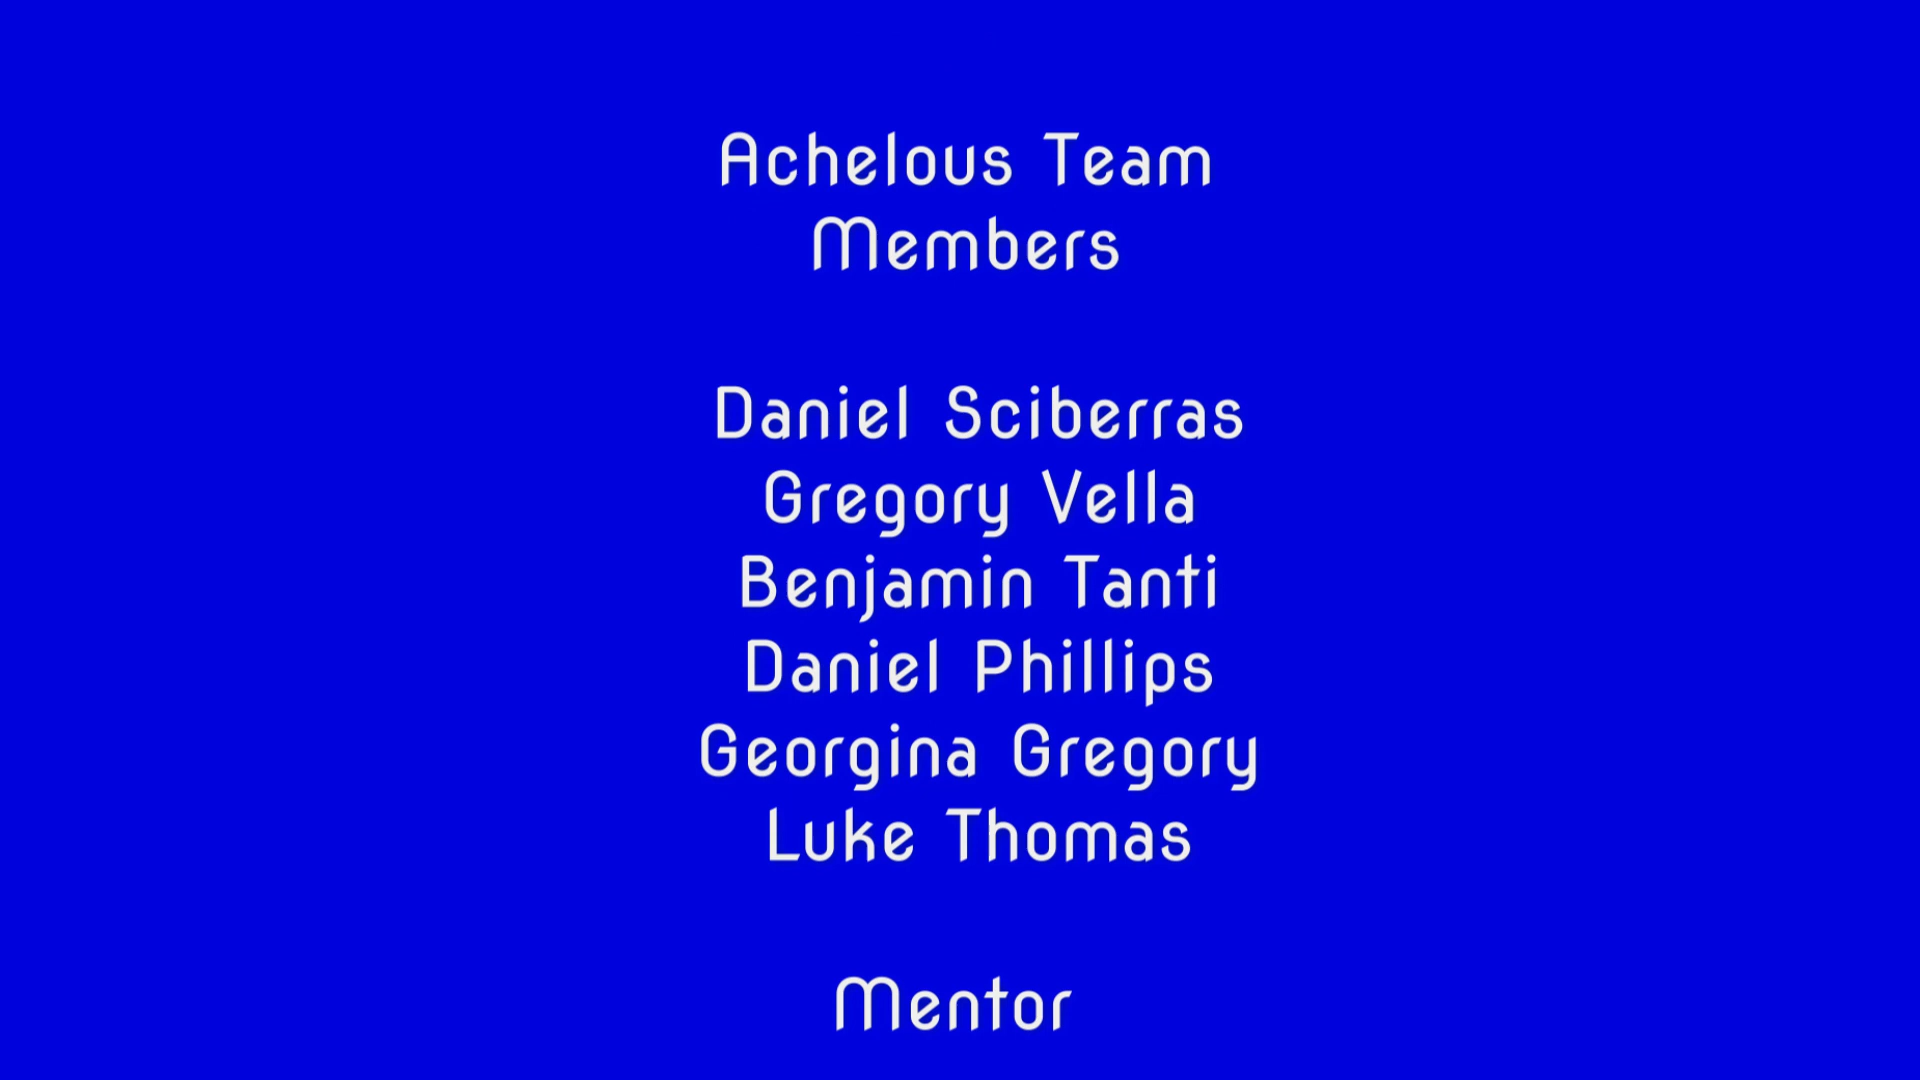 Achelous Team
Members
Daniel Sciberras
Gregory Vella
Benjamin Tanti
Daniel Phillips
Georgina Gregory
Luke Thomas
Mentor